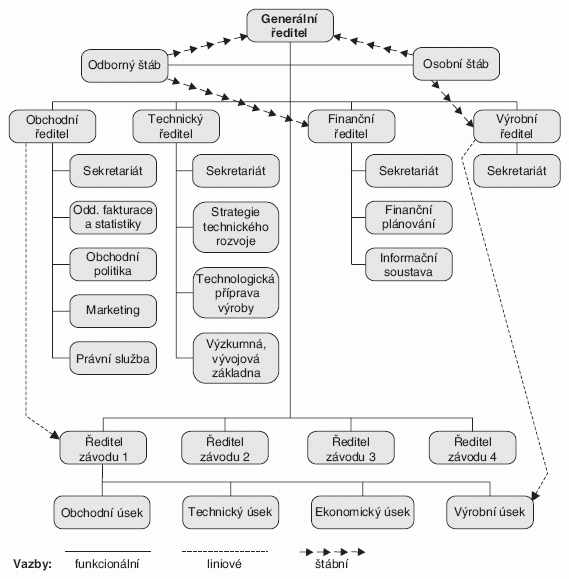 Generální
ředitel
Odborný štáb
Osobní štáb
Obchodní
ředitel
Technický
ředitel
Finanční
ředitel
Výrobní
ředitel
Sekretariát
Sekretariát
Sekretariát
Sekretariát
Odd. fakturace
a statistiky
Strategie
technického
rozvoje
Finanční
plánování
Obchodní
politika
Technologická
příprava
výroby
Informační
soustava
Marketing
Výzkumná,
vývojová
základna
Právní služba
Ředitel
závodu 1
Ředitel
závodu 2
Ředitel
závodu 3
Ředitel
závodu 4
Obchodní úsek
Technický úsek
Ekonomický úsek
Výrobní úsek
Vazby:
funkcionální
liniové
štábní